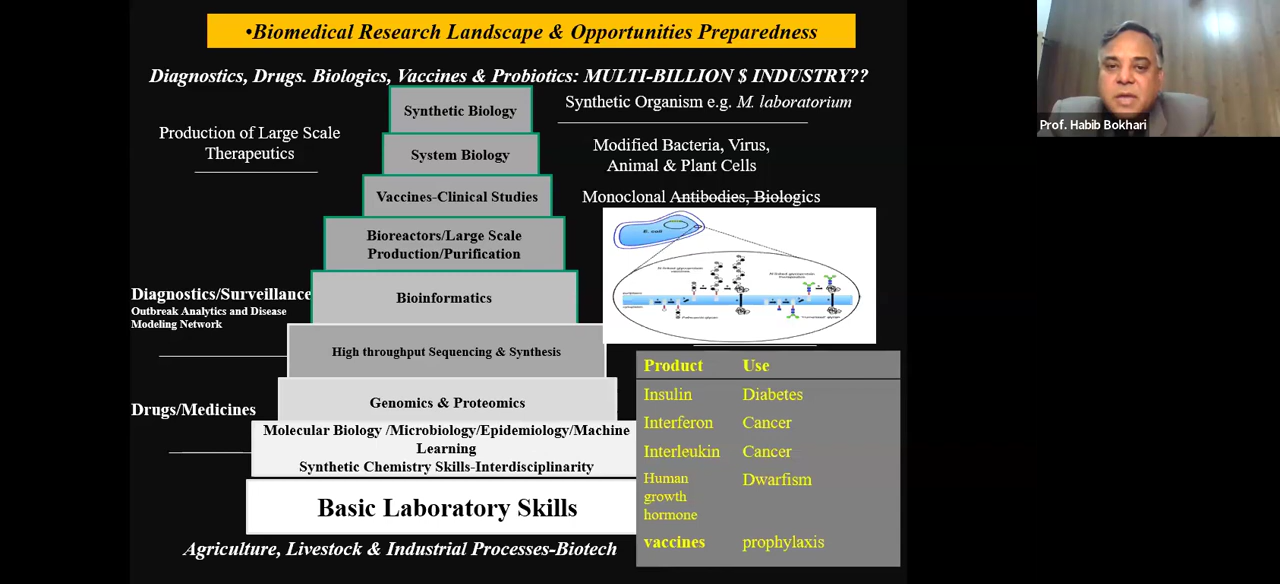 •Biomedical Research Landscape & Opportunities Preparedness
Diagnostics, Drugs. Biologics, Vaccines & Probiotics: MULTI-BILLION $ INDUSTRY??
Synthetic Biology
Synthetic Organism e.g. M. laboratorium
Production of Large Scale
Therapeutics
System Biology
Modified Bacteria, Virus,
Animal & Plant Cells
Vaccines-Clinical Studies
Monoclonal Antibodies, Biologics
Bioreactors/Large Scale
Production/Purification
E. coli
Diagnostics/Surveillance
Outbreak Analytics and Disease
Modeling Network
Bioinformatics
High throughput Sequencing & Synthesis
Drugs/Medicines
Genomics & Proteomics
Molecular Biology /Microbiology/Epidemiology/Machine
Learning
Synthetic Chemistry Skills-Interdisciplinarity
Basic Laboratory Skills
Agriculture, Livestock & Industrial Processes-Biotech
Product Use
Insulin Diabetes
Interferon Cancer
Interleukin Cancer
Human
growth
hormone
Dwarfism
vaccines prophylaxis
Prof. Habib Bokhari